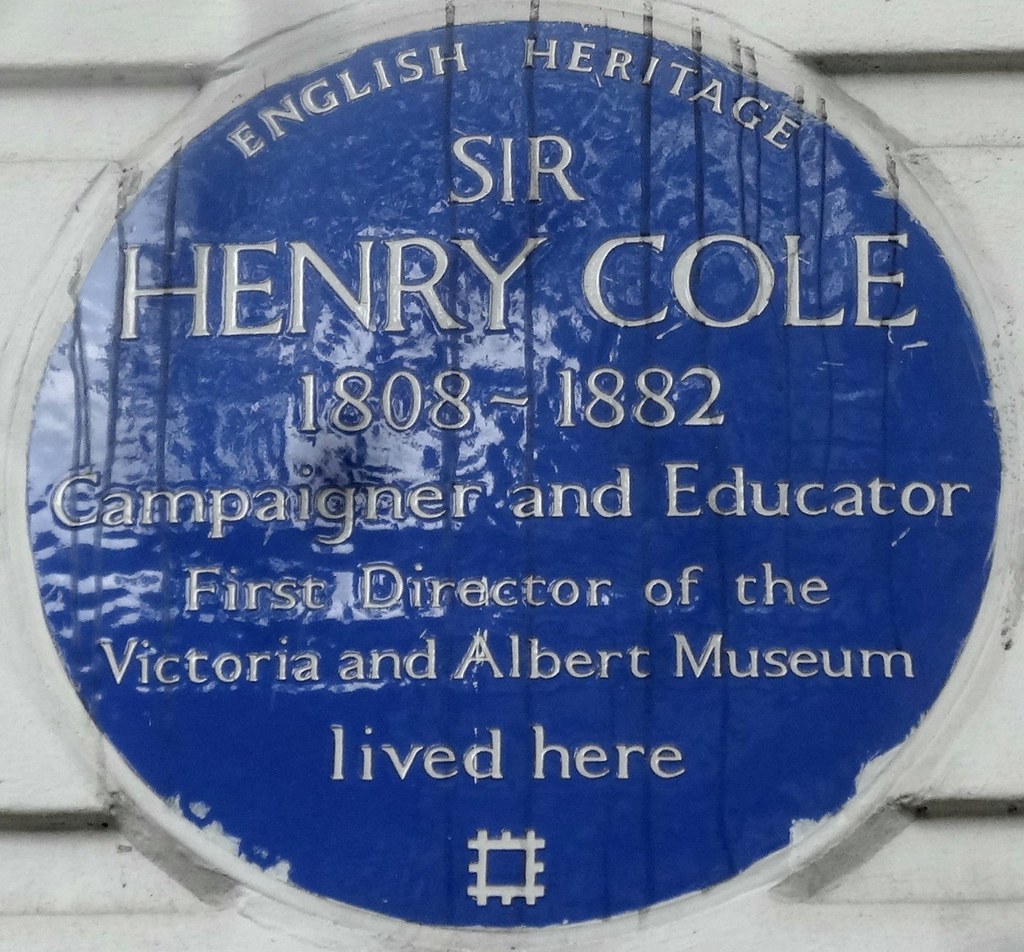 ENGLISH HERITAGE
SIR
HENRY COLE
1808 ~ 1882
Campaigner and Educator
First Director of the
Victoria and Albert Museum
lived here